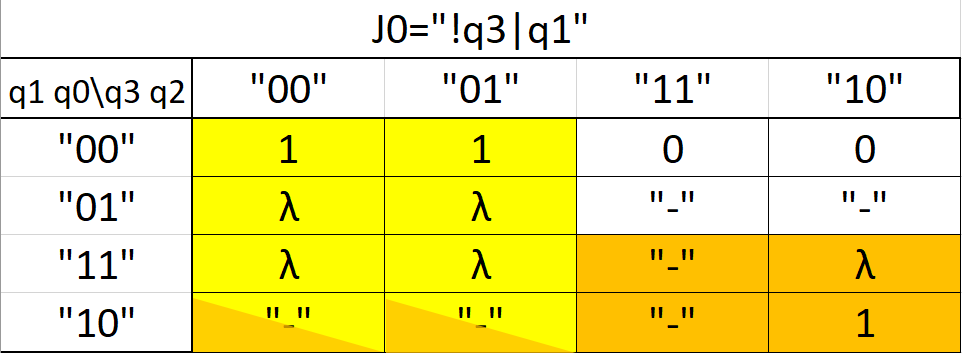 J0="!q3|q1"
q1 q0\q3 q2 "00" "01" "11" "10"
"00" 1 1 0 0
"01" λ λ "-" "-"
"11" λ λ "-" λ
"10" "-" "-" "-" 1